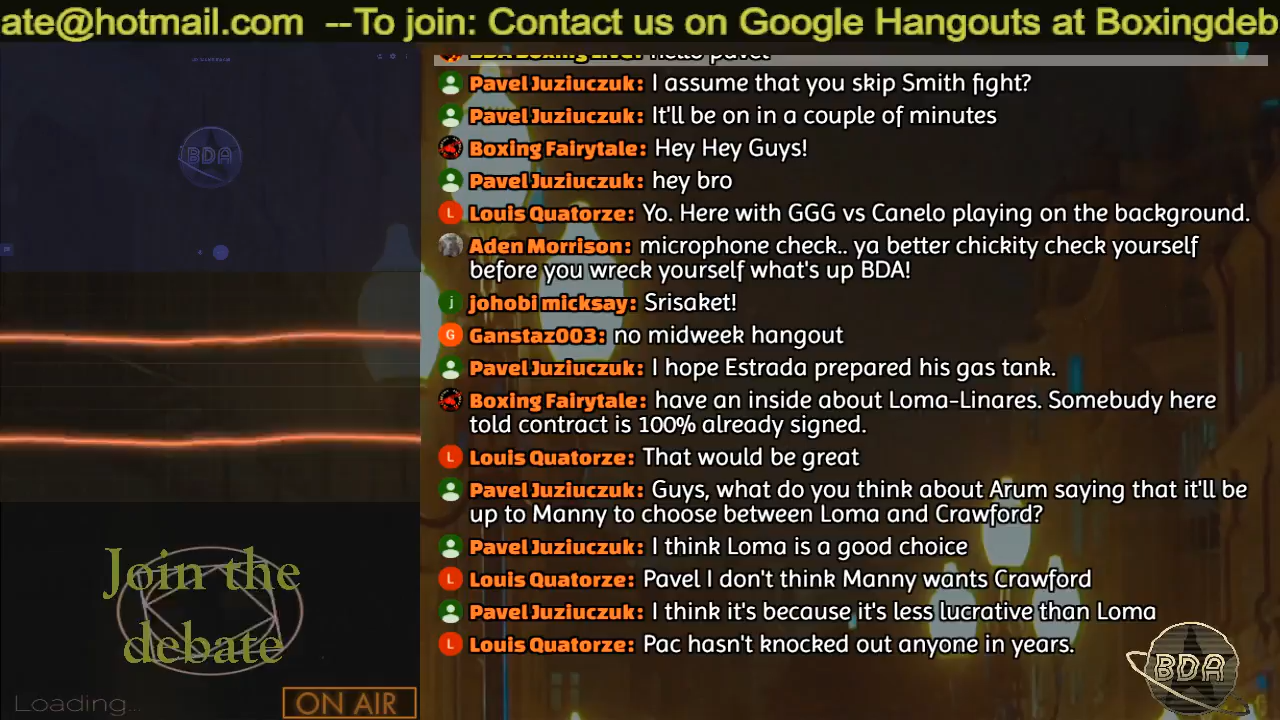 ate@hotmail.com --To join: Contact us on Google Hangouts at Boxingdeb
BDA Boxing Live: hello pavel
Pavel Juziuczuk: I assume that you skip Smith fight?
Pavel Juziuczuk: It'll be on in a couple of minutes
Boxing Fairytale: Hey Hey Guys!
Pavel Juziuczuk: hey bro
L Louis Quatorze: Yo. Here with GGG vs Canelo playing on the background.
Aden Morrison: microphone check.. ya better chickity check yourself
before you wreck yourself what's up BDA!
j johobi micksay: Srisaket!
G Ganstaz003: no midweek hangout
Pavel Juziuczuk: I hope Estrada prepared his gas tank.
Boxing Fairytale: have an inside about Loma-Linares. Somebudy here
told contract is 100% already signed.
L Louis Quatorze: That would be great
Pavel Juziuczuk: Guys, what do you think about Arum saying that it'll be
up to Manny to choose between Loma and Crawford?
Pavel Juziuczuk: I think Loma is a good choice
L Louis Quatorze: Pavel I don't think Manny wants Crawford
Pavel Juziuczuk: I think it's because it's less lucrative than Loma
L Louis Quatorze: Pac hasn't knocked out anyone in years.
BDA
Join the
debate
Loading...
ON AIR
BDA